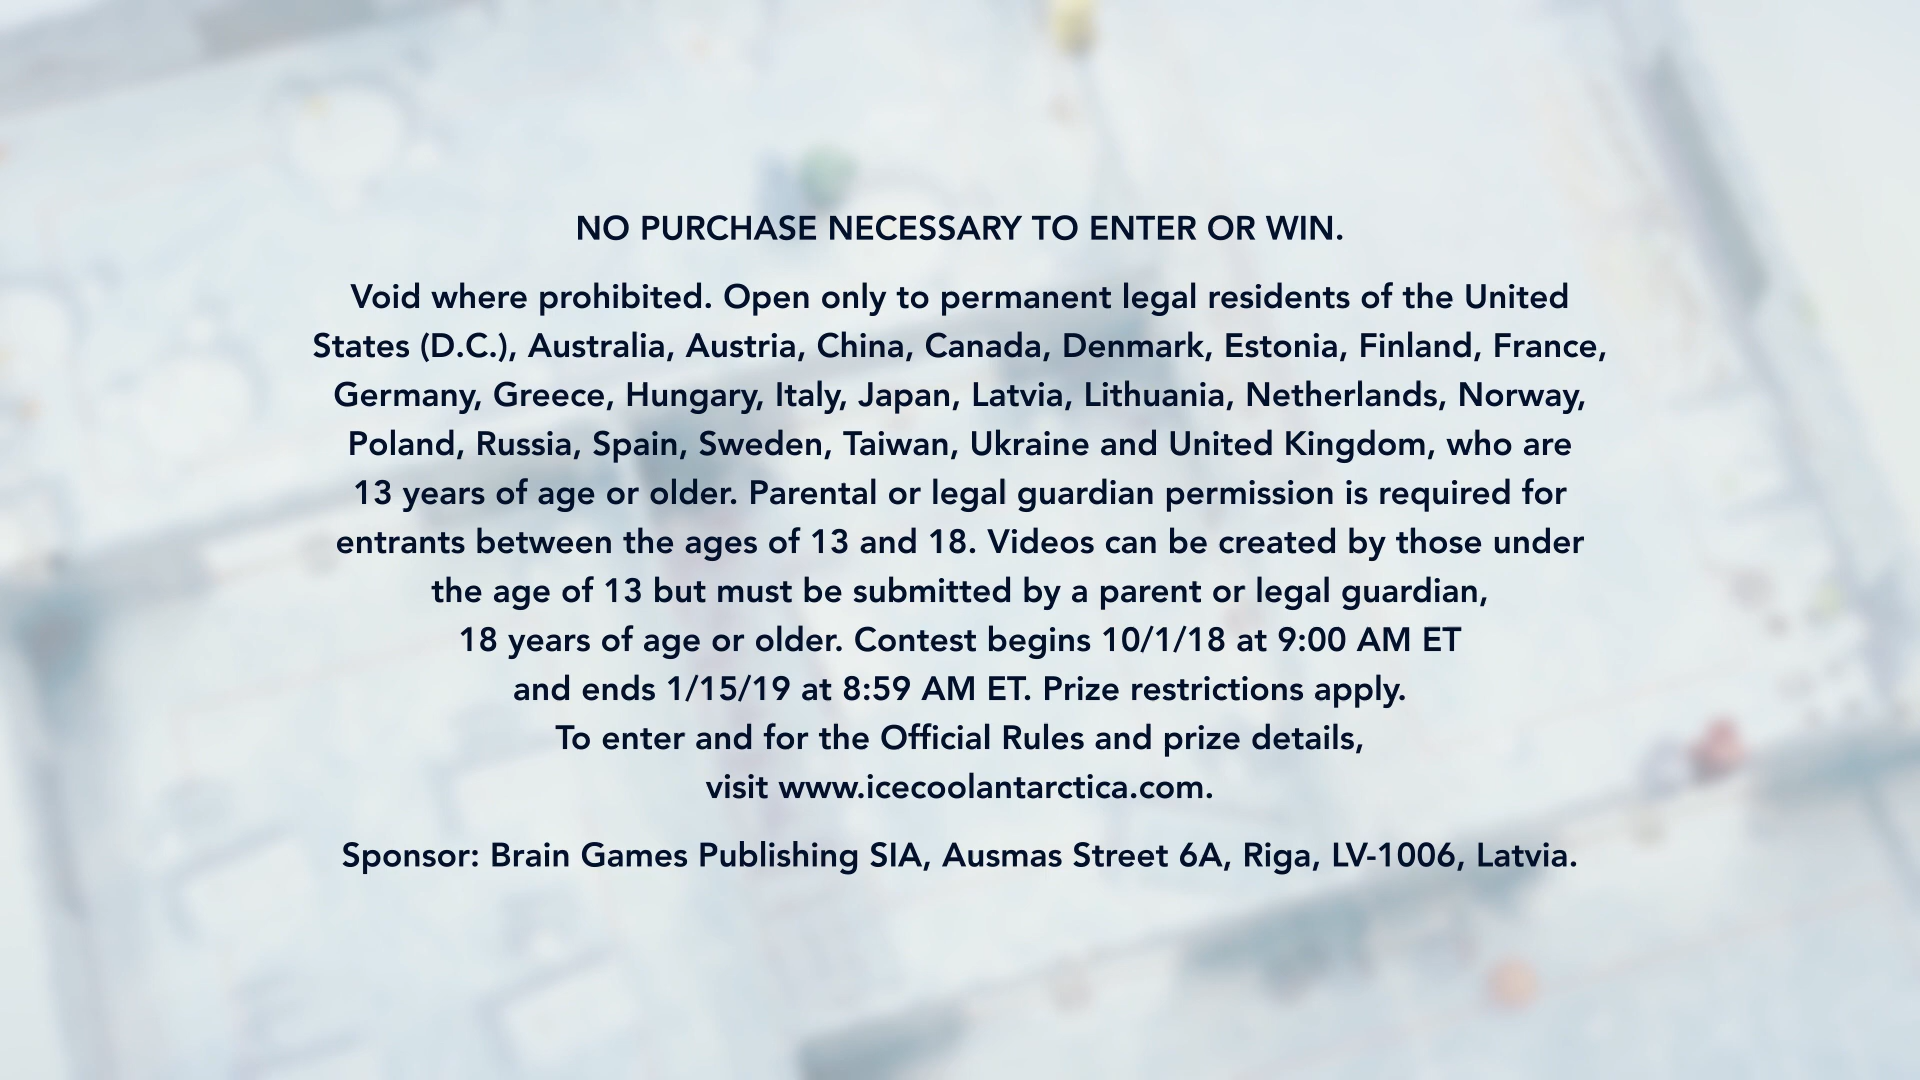 NO PURCHASE NECESSARY TO ENTER OR WIN.
Void where prohibited. Open only to permanent legal residents of the United
States (D.C.), Australia, Austria, China, Canada, Denmark, Estonia, Finland, France,
Germany, Greece, Hungary, Italy, Japan, Latvia, Lithuania, Netherlands, Norway,
Poland, Russia, Spain, Sweden, Taiwan, Ukraine and United Kingdom, who are
13 years of age or older. Parental or legal guardian permission is required for
entrants between the ages of 13 and 18. Videos can be created by those under
the age of 13 but must be submitted by a parent or legal guardian,
18 years of age or older. Contest begins 10/1/18 at 9:00 AM ET
and ends 1/15/19 at 8:59 AM ET. Prize restrictions apply.
To enter and for the Official Rules and prize details,
visit www.icecoolantarctica.com.
Sponsor: Brain Games Publishing SIA, Ausmas Street 6A, Riga, LV-1006, Latvia.